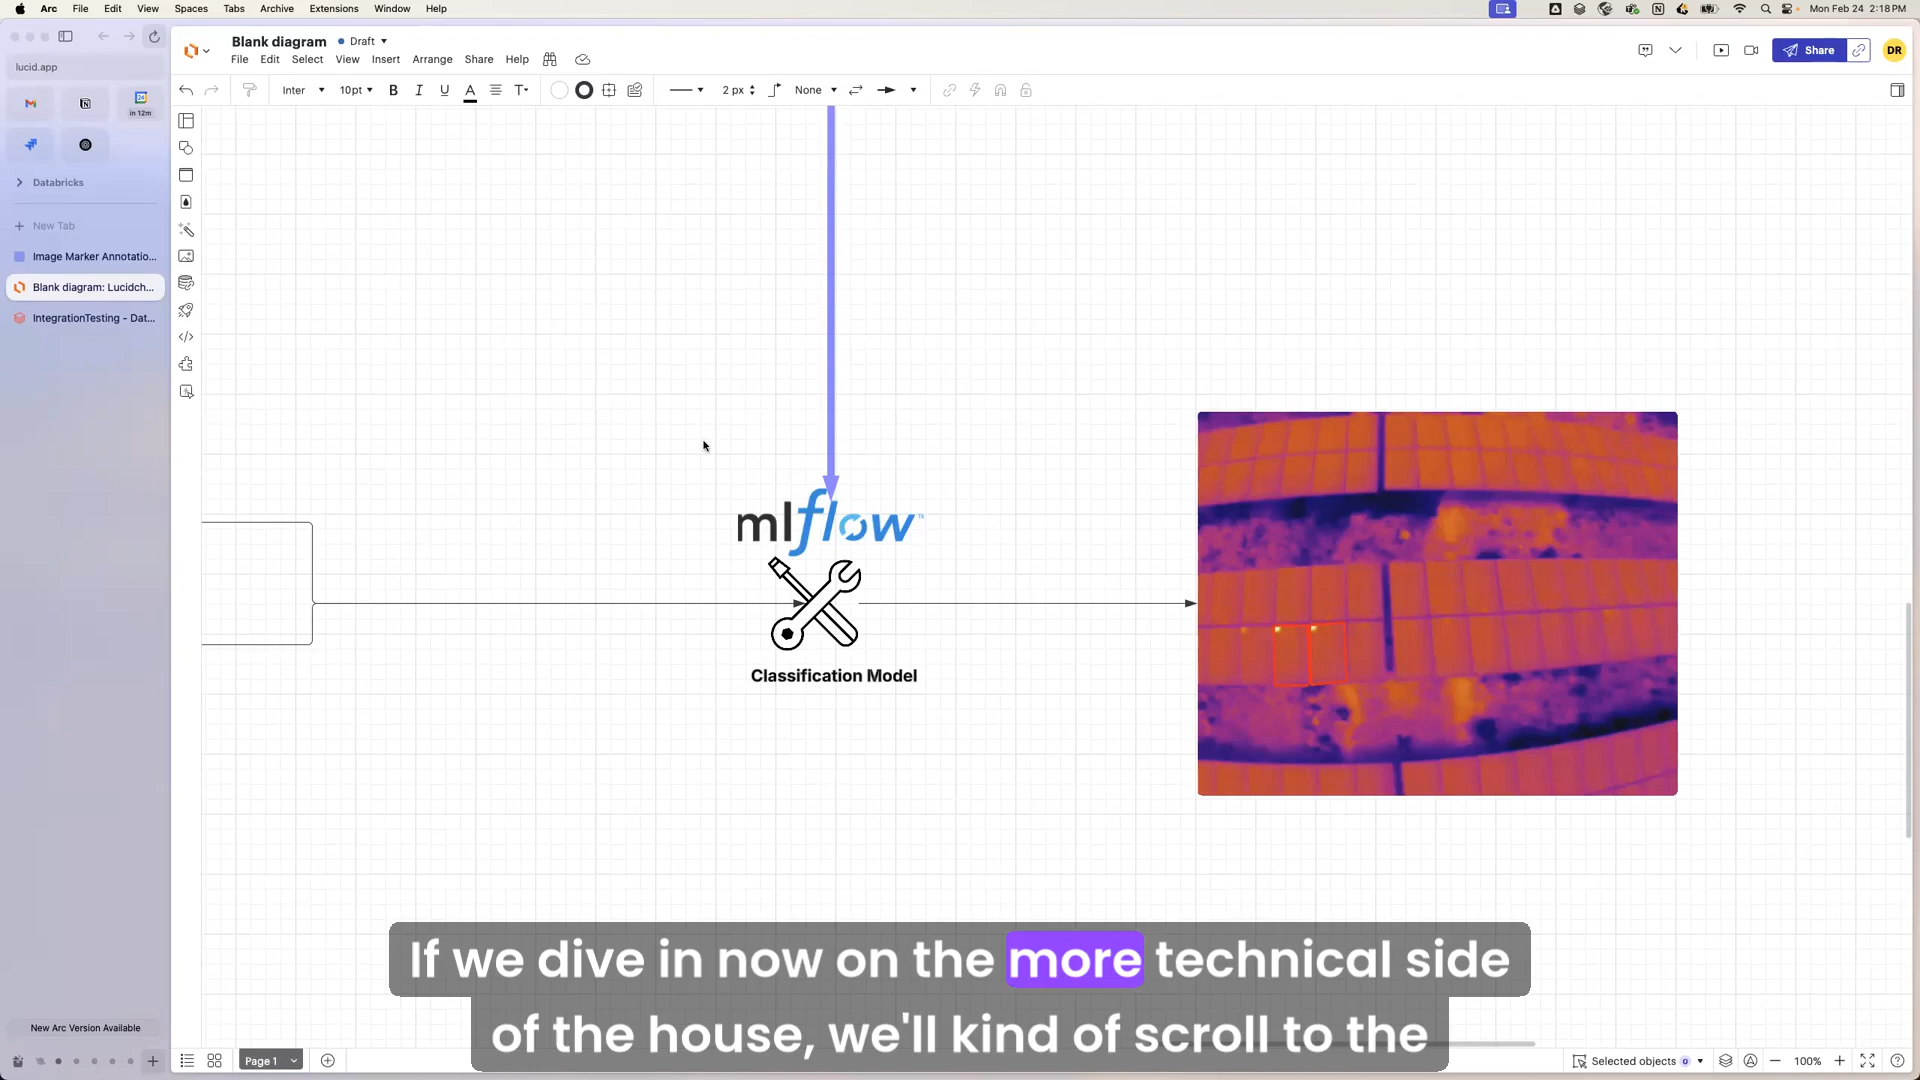 Arc File Edit View Spaces Tabs Archive Extensions Window Help
Mon Feb 24 2:18 PM
lucid.app
24
in 12m
Databricks
New Tab
Image Marker Annotatio...
Blank diagram: Lucidch...
IntegrationTesting - Dat...
New Arc Version Available
Blank diagram Draft
File Edit Select View Insert Arrange Share Help
Share
DR
Inter 10pt B I U A T 2 px None
mlflow™
Classification Model
If we dive in now on the more technical side
of the house, we'll kind of scroll to the
Page 1
Selected objects 0
100%